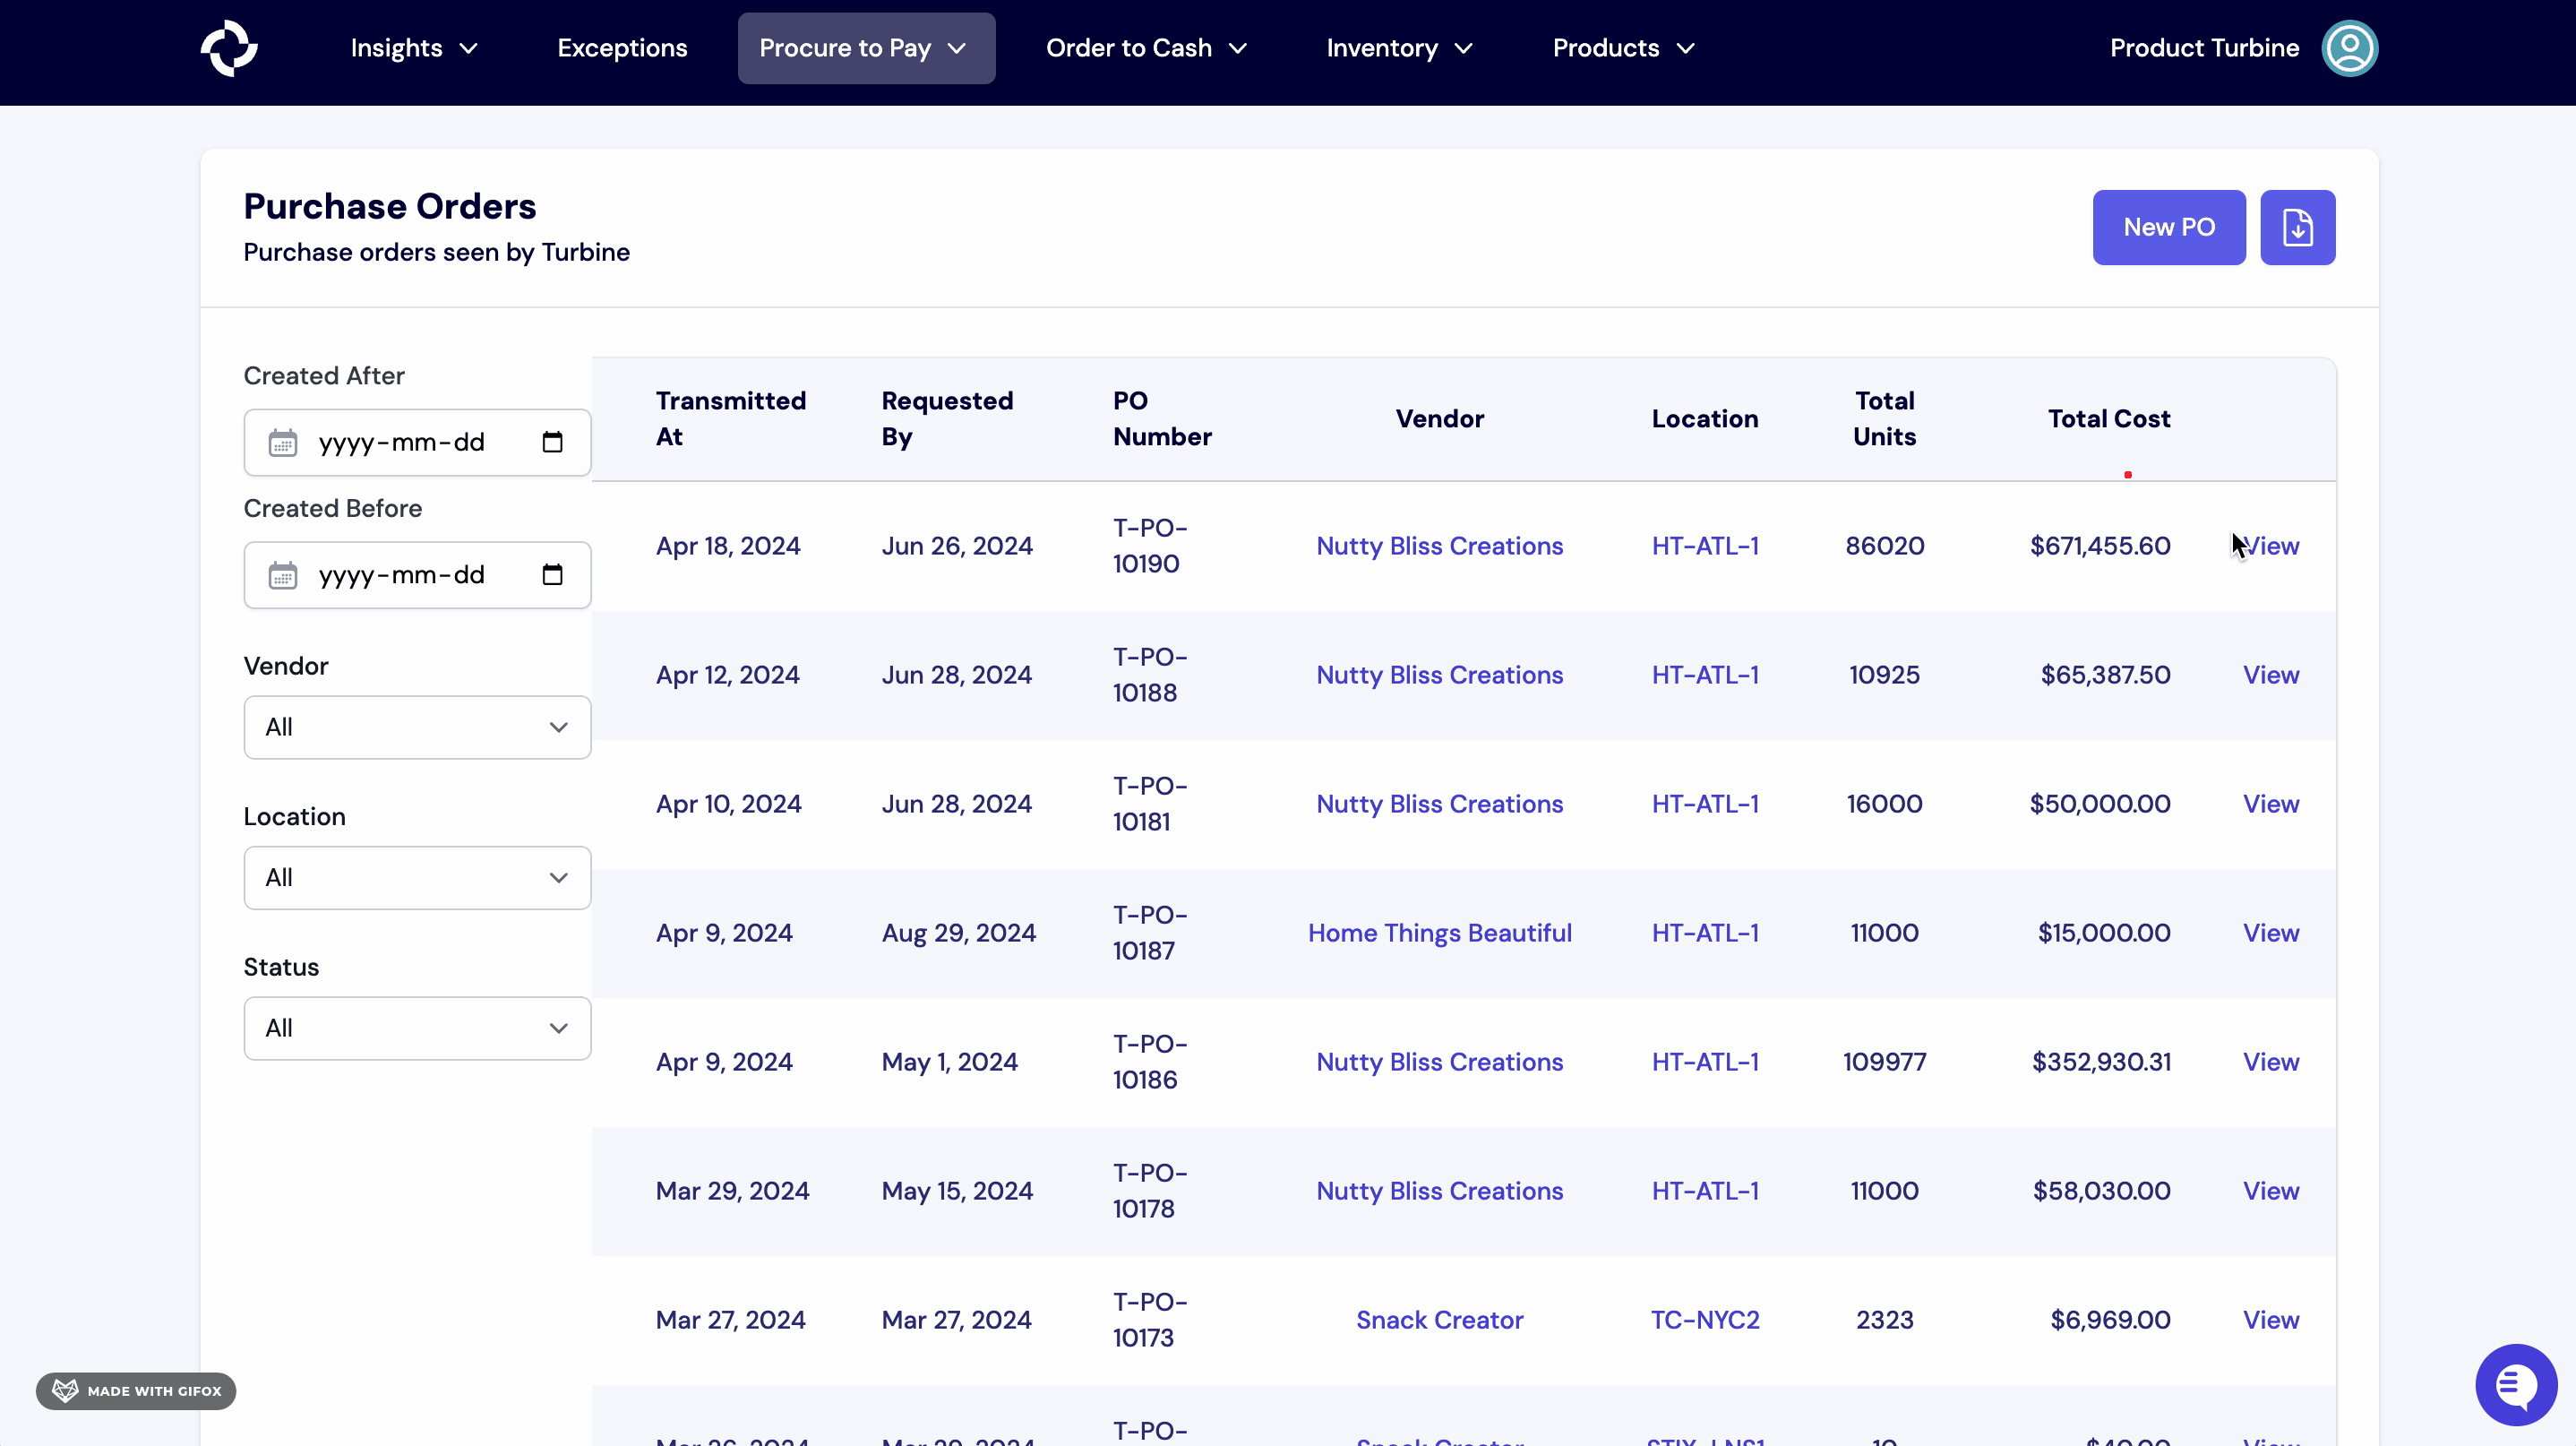 Insights Exceptions Procure to Pay Order to Cash Inventory Products Product Turbine
Purchase Orders
Purchase orders seen by Turbine
New PO
Created After
yyyy-mm-dd
Created Before
yyyy-mm-dd
Vendor
All
Location
All
Status
All
Transmitted At Requested By PO Number Vendor Location Total Units Total Cost
Apr 18, 2024 Jun 26, 2024 T-PO-10190 Nutty Bliss Creations HT-ATL-1 86020 $671,455.60 View
Apr 12, 2024 Jun 28, 2024 T-PO-10188 Nutty Bliss Creations HT-ATL-1 10925 $65,387.50 View
Apr 10, 2024 Jun 28, 2024 T-PO-10181 Nutty Bliss Creations HT-ATL-1 16000 $50,000.00 View
Apr 9, 2024 Aug 29, 2024 T-PO-10187 Home Things Beautiful HT-ATL-1 11000 $15,000.00 View
Apr 9, 2024 May 1, 2024 T-PO-10186 Nutty Bliss Creations HT-ATL-1 109977 $352,930.31 View
Mar 29, 2024 May 15, 2024 T-PO-10178 Nutty Bliss Creations HT-ATL-1 11000 $58,030.00 View
Mar 27, 2024 Mar 27, 2024 T-PO-10173 Snack Creator TC-NYC2 2323 $6,969.00 View
T-PO-
MADE WITH GIFOX